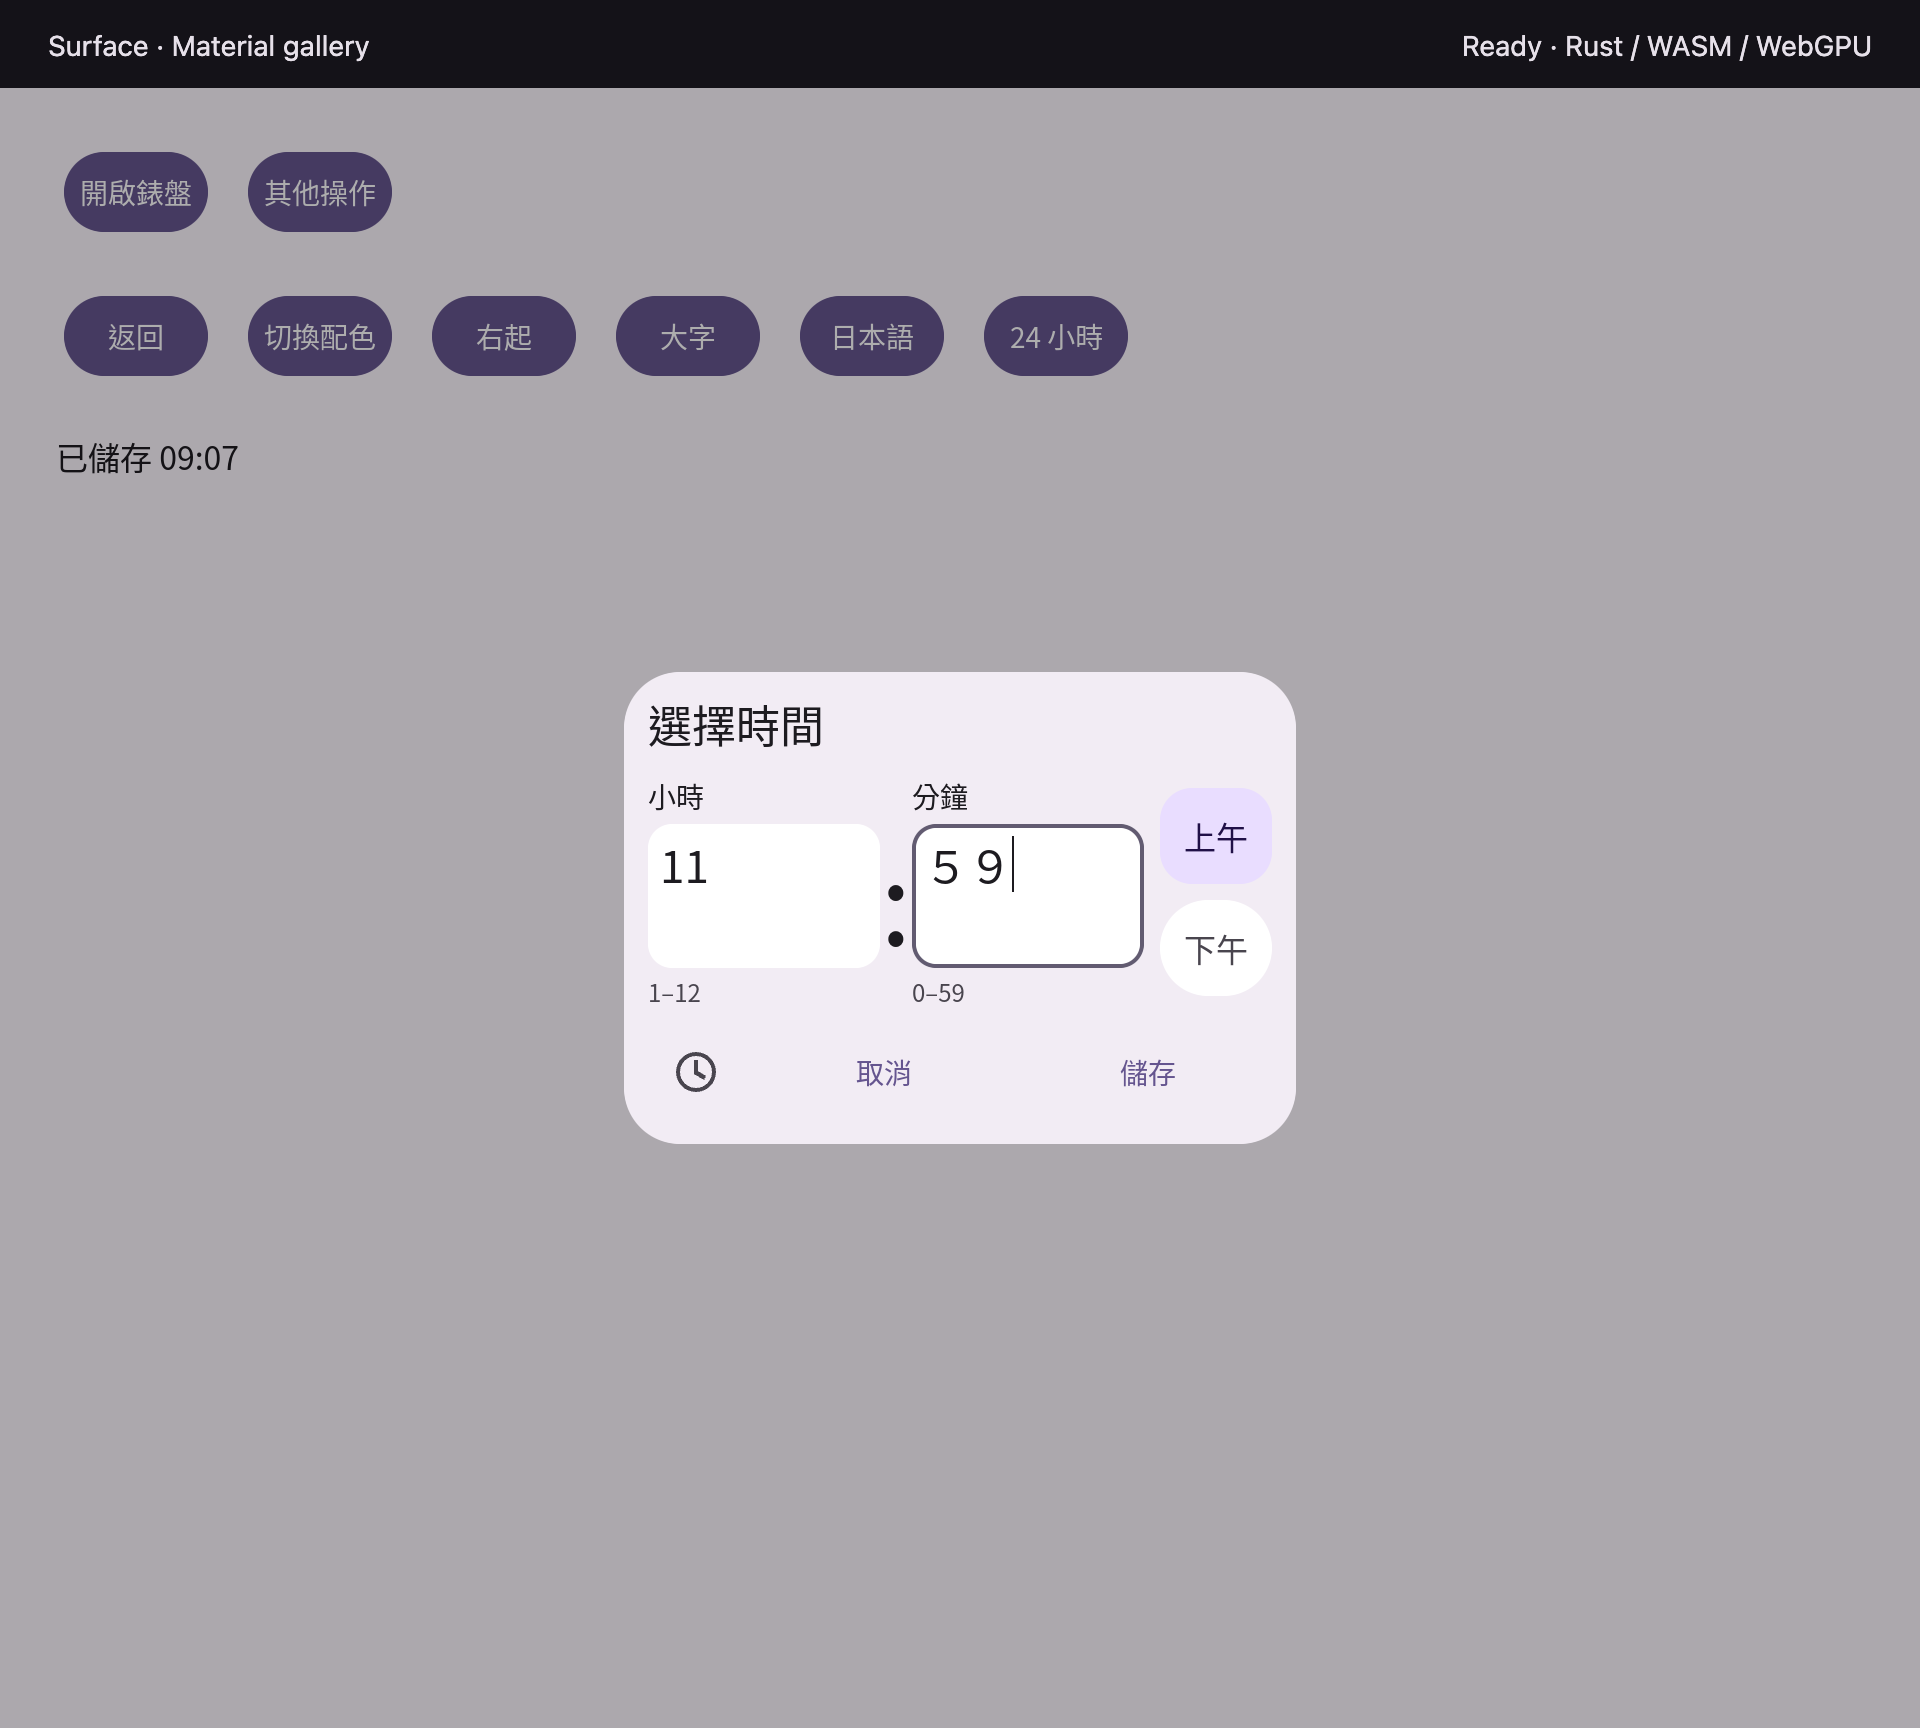 Surface · Material gallery
Ready · Rust / WASM / WebGPU
開啟錶盤
其他操作
返回
切換配色
右起
大字
日本語
24 小時
已儲存 09:07
選擇時間
小時
分鐘
11
:
５９
上午
下午
1–12
0–59
取消
儲存